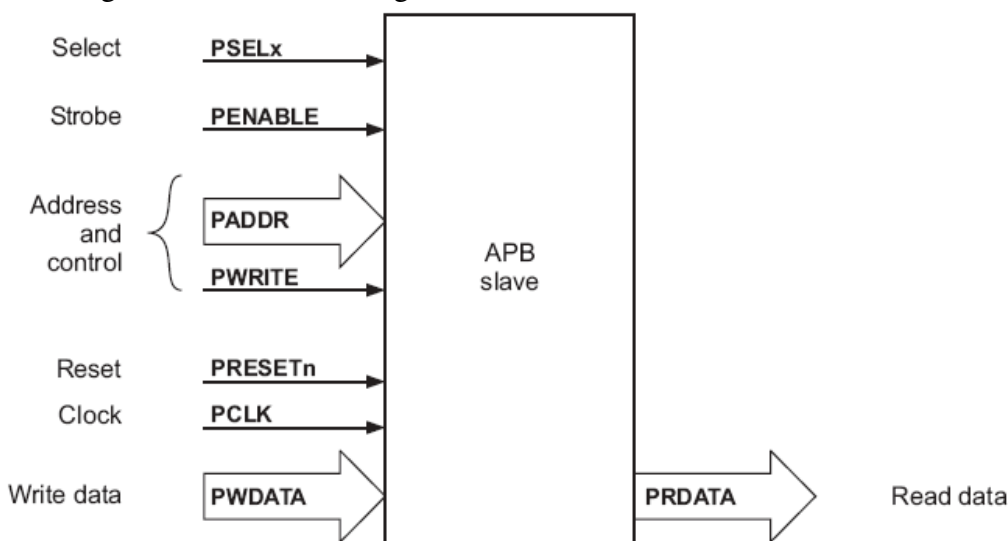 Select PSELx
Strobe PENABLE
Address
and
control
PADDR
PWRITE
APB
slave
Reset PRESETn
Clock PCLK
Write data PWDATA
PRDATA Read data